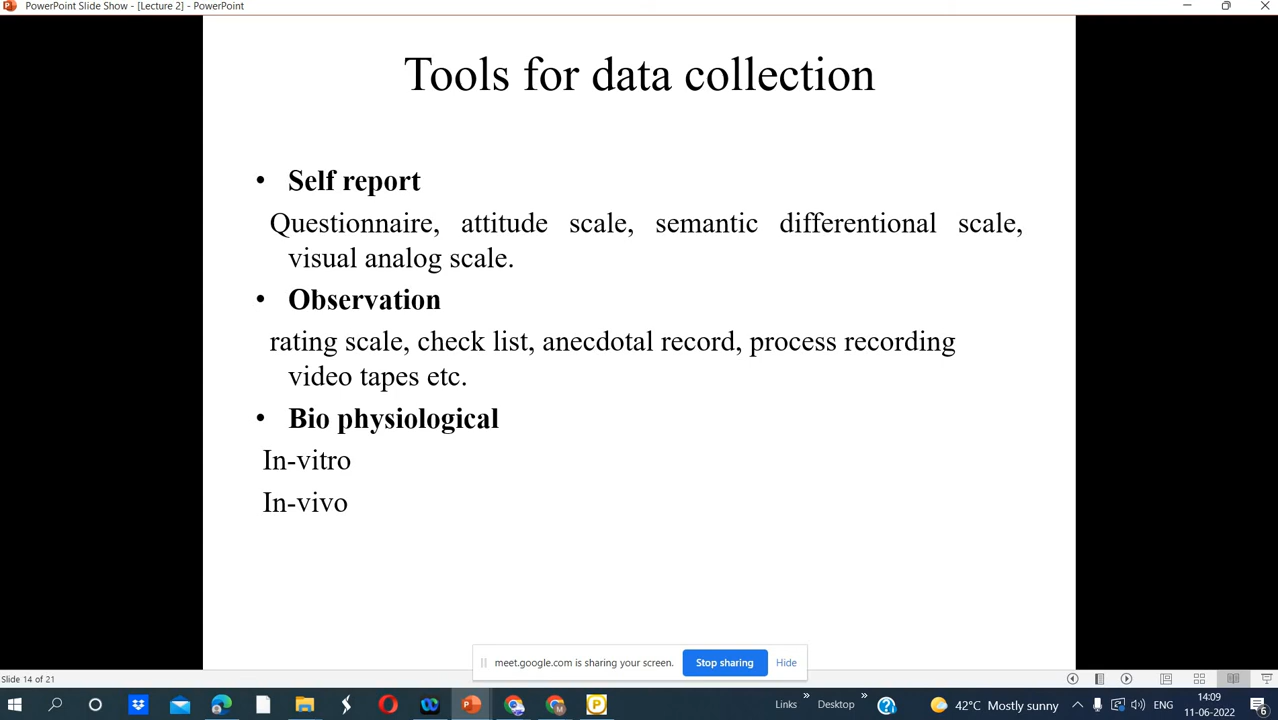 PowerPoint Slide Show - [Lecture 2] - PowerPoint
Tools for data collection
• Self report
Questionnaire, attitude scale, semantic differentional scale,
visual analog scale.
• Observation
rating scale, check list, anecdotal record, process recording
video tapes etc.
• Bio physiological
In-vitro
In-vivo
meet.google.com is sharing your screen. Stop sharing Hide
Slide 14 of 21
Links » Desktop » 42°C Mostly sunny ENG 14:09
11-06-2022 6